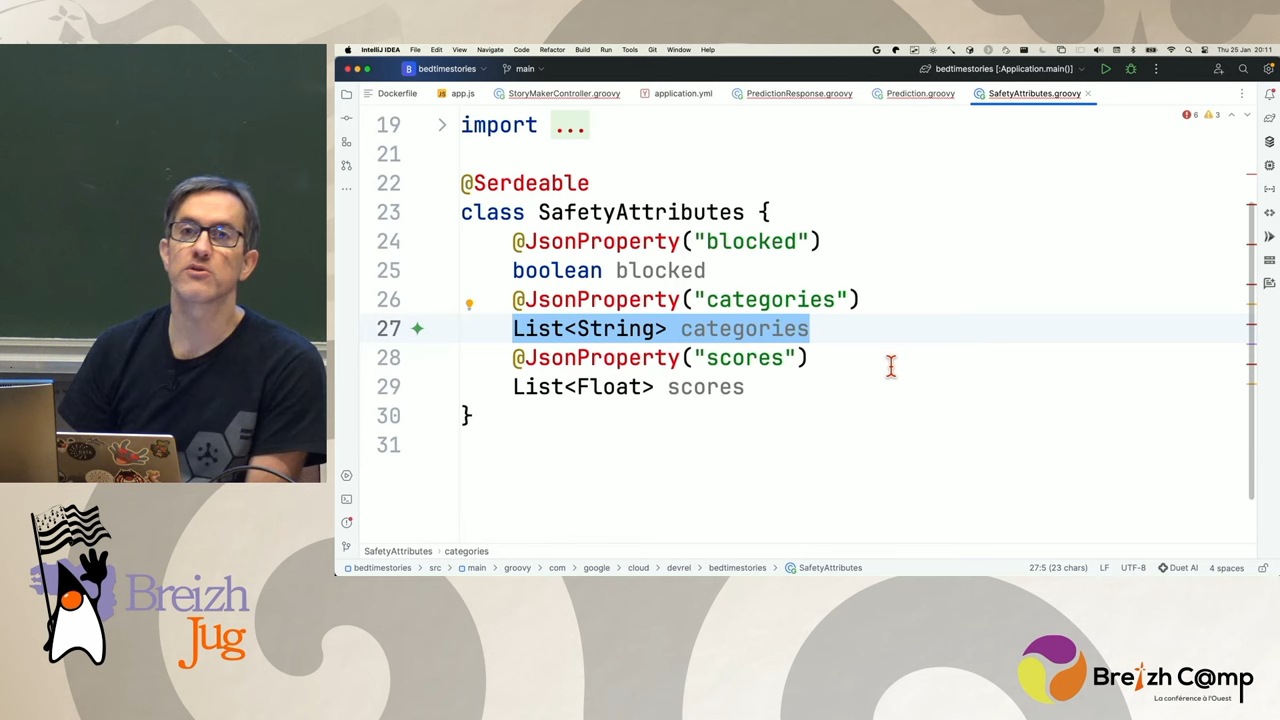 IntelliJ IDEA File Edit View Navigate Code Refactor Build Run Tools Git Window Help
Thu 25 Jan 20:11
B bedtimestories main
bedtimestories [:Application.main()]
Dockerfile app.js StoryMakerController.groovy application.yml PredictionResponse.groovy Prediction.groovy SafetyAttributes.groovy
6 3
19 import ...
21
22 @Serdeable
23 class SafetyAttributes {
24 @JsonProperty("blocked")
25 boolean blocked
26 @JsonProperty("categories")
27 List<String> categories
28 @JsonProperty("scores")
29 List<Float> scores
30 }
31
SafetyAttributes > categories
bedtimestories > src > main > groovy > com > google > cloud > devrel > bedtimestories > SafetyAttributes
27:5 (23 chars) LF UTF-8 Duet AI 4 spaces
Breizh
Jug
Breizh C@mp
La conférence à l'Ouest